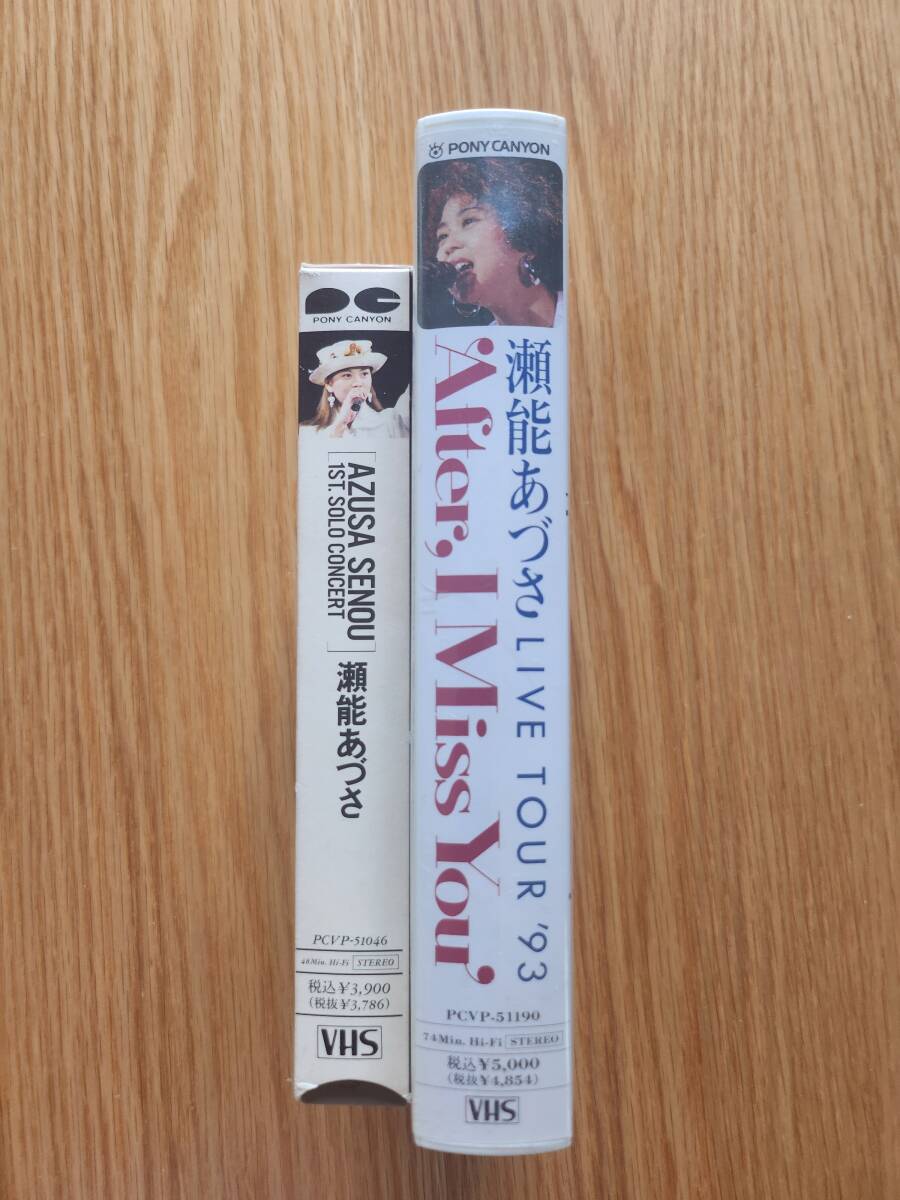 PONY CANYON
[AZUSA SENOU]
1ST. SOLO CONCERT
瀬能あづさ
PCVP-51046
48Min. Hi-Fi STEREO
税込¥3,900
(税抜¥3,786)
VHS
PONY CANYON
瀬能あづさ LIVE TOUR '93
'After, I Miss You'
PCVP-51190
74Min. Hi-Fi STEREO
税込¥5,000
(税抜¥4,854)
VHS